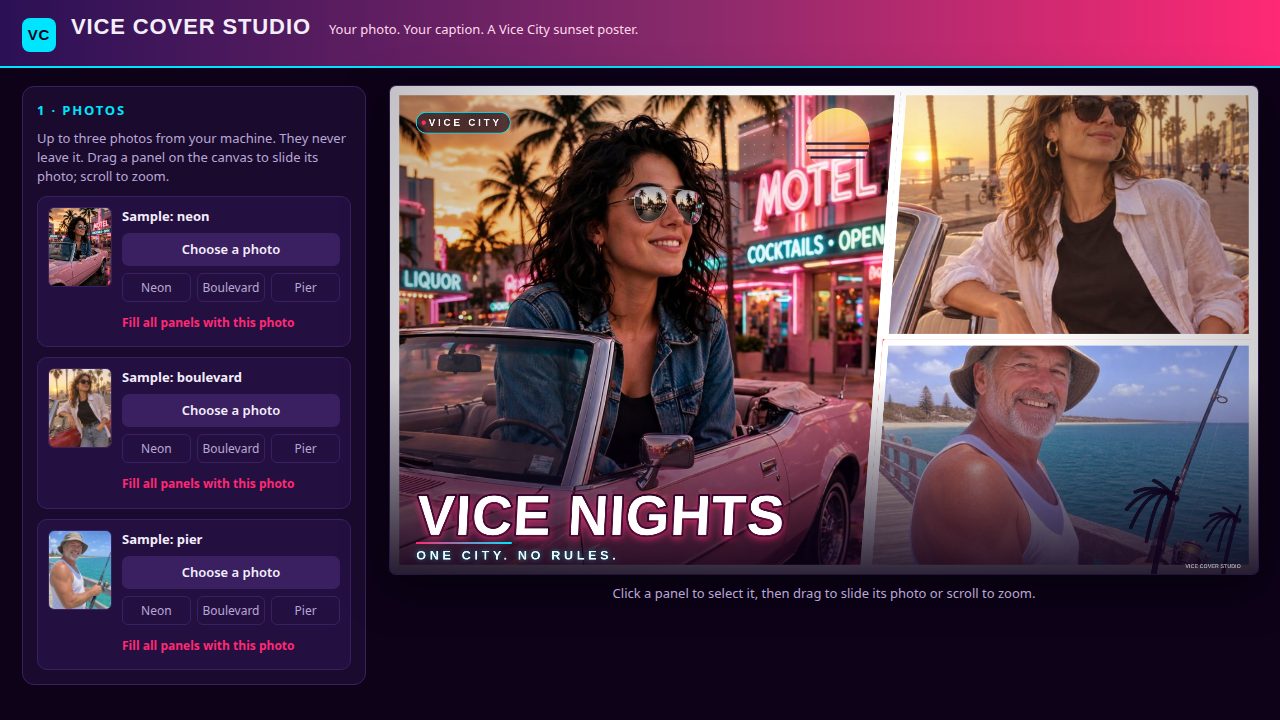 VC
VICE COVER STUDIO
Your photo. Your caption. A Vice City sunset poster.
1 · PHOTOS
Up to three photos from your machine. They never
leave it. Drag a panel on the canvas to slide its
photo; scroll to zoom.
Sample: neon
Choose a photo
Neon
Boulevard
Pier
Fill all panels with this photo
Sample: boulevard
Choose a photo
Neon
Boulevard
Pier
Fill all panels with this photo
Sample: pier
Choose a photo
Neon
Boulevard
Pier
Fill all panels with this photo
VICE CITY
MOTEL
COCKTAILS • OPEN
LIQUOR
VICE NIGHTS
ONE CITY. NO RULES.
VICE COVER STUDIO
Click a panel to select it, then drag to slide its photo or scroll to zoom.